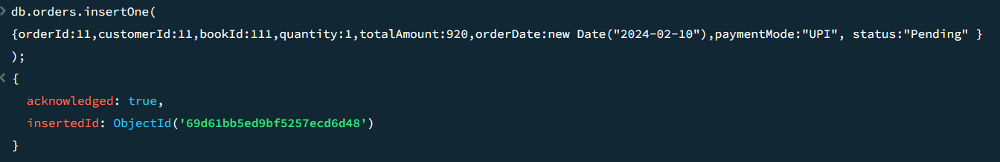 > db.orders.insertOne(
{orderId:11,customerId:11,bookId:111,quantity:1,totalAmount:920,orderDate:new Date("2024-02-10"),paymentMode:"UPI", status:"Pending" }
);
< {
acknowledged: true,
insertedId: ObjectId('69d61bb5ed9bf5257ecd6d48')
}